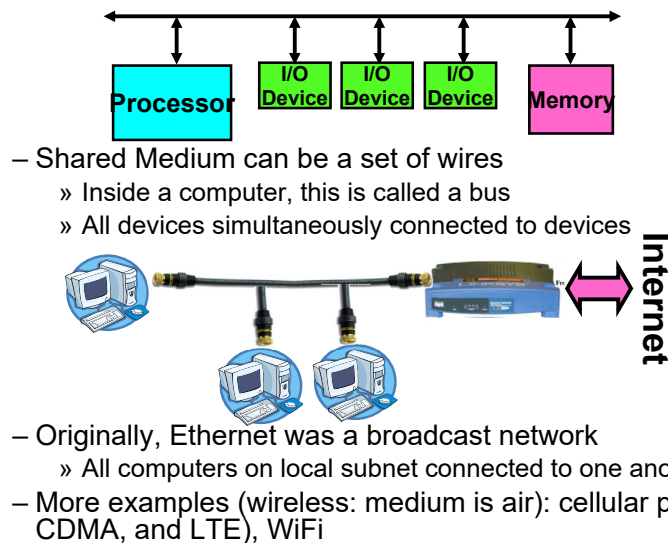 I/O I/O I/O
Processor Device Device Device Memory
– Shared Medium can be a set of wires
» Inside a computer, this is called a bus
» All devices simultaneously connected to devices
Internet
– Originally, Ethernet was a broadcast network
» All computers on local subnet connected to one
– More examples (wireless: medium is air): cellular
CDMA, and LTE), WiFi